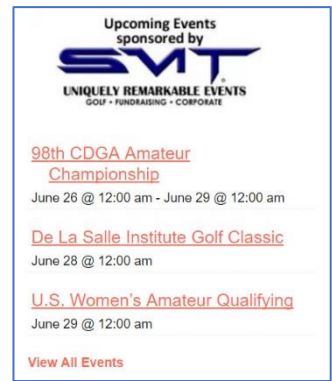 Upcoming Events
sponsored by
SMT
UNIQUELY REMARKABLE EVENTS
GOLF • FUNDRAISING • CORPORATE
98th CDGA Amateur
Championship
June 26 @ 12:00 am - June 29 @ 12:00 am
De La Salle Institute Golf Classic
June 28 @ 12:00 am
U.S. Women's Amateur Qualifying
June 29 @ 12:00 am
View All Events